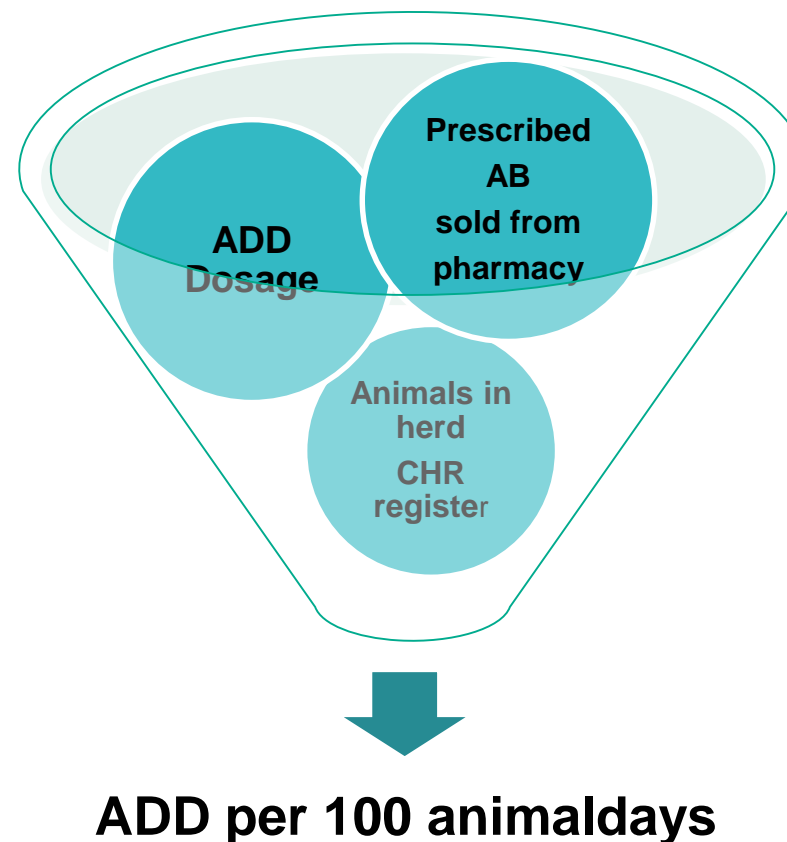 Prescribed
AB
sold from
pharmacy
ADD
Dosage
Animals in
herd
CHR
register
ADD per 100 animaldays